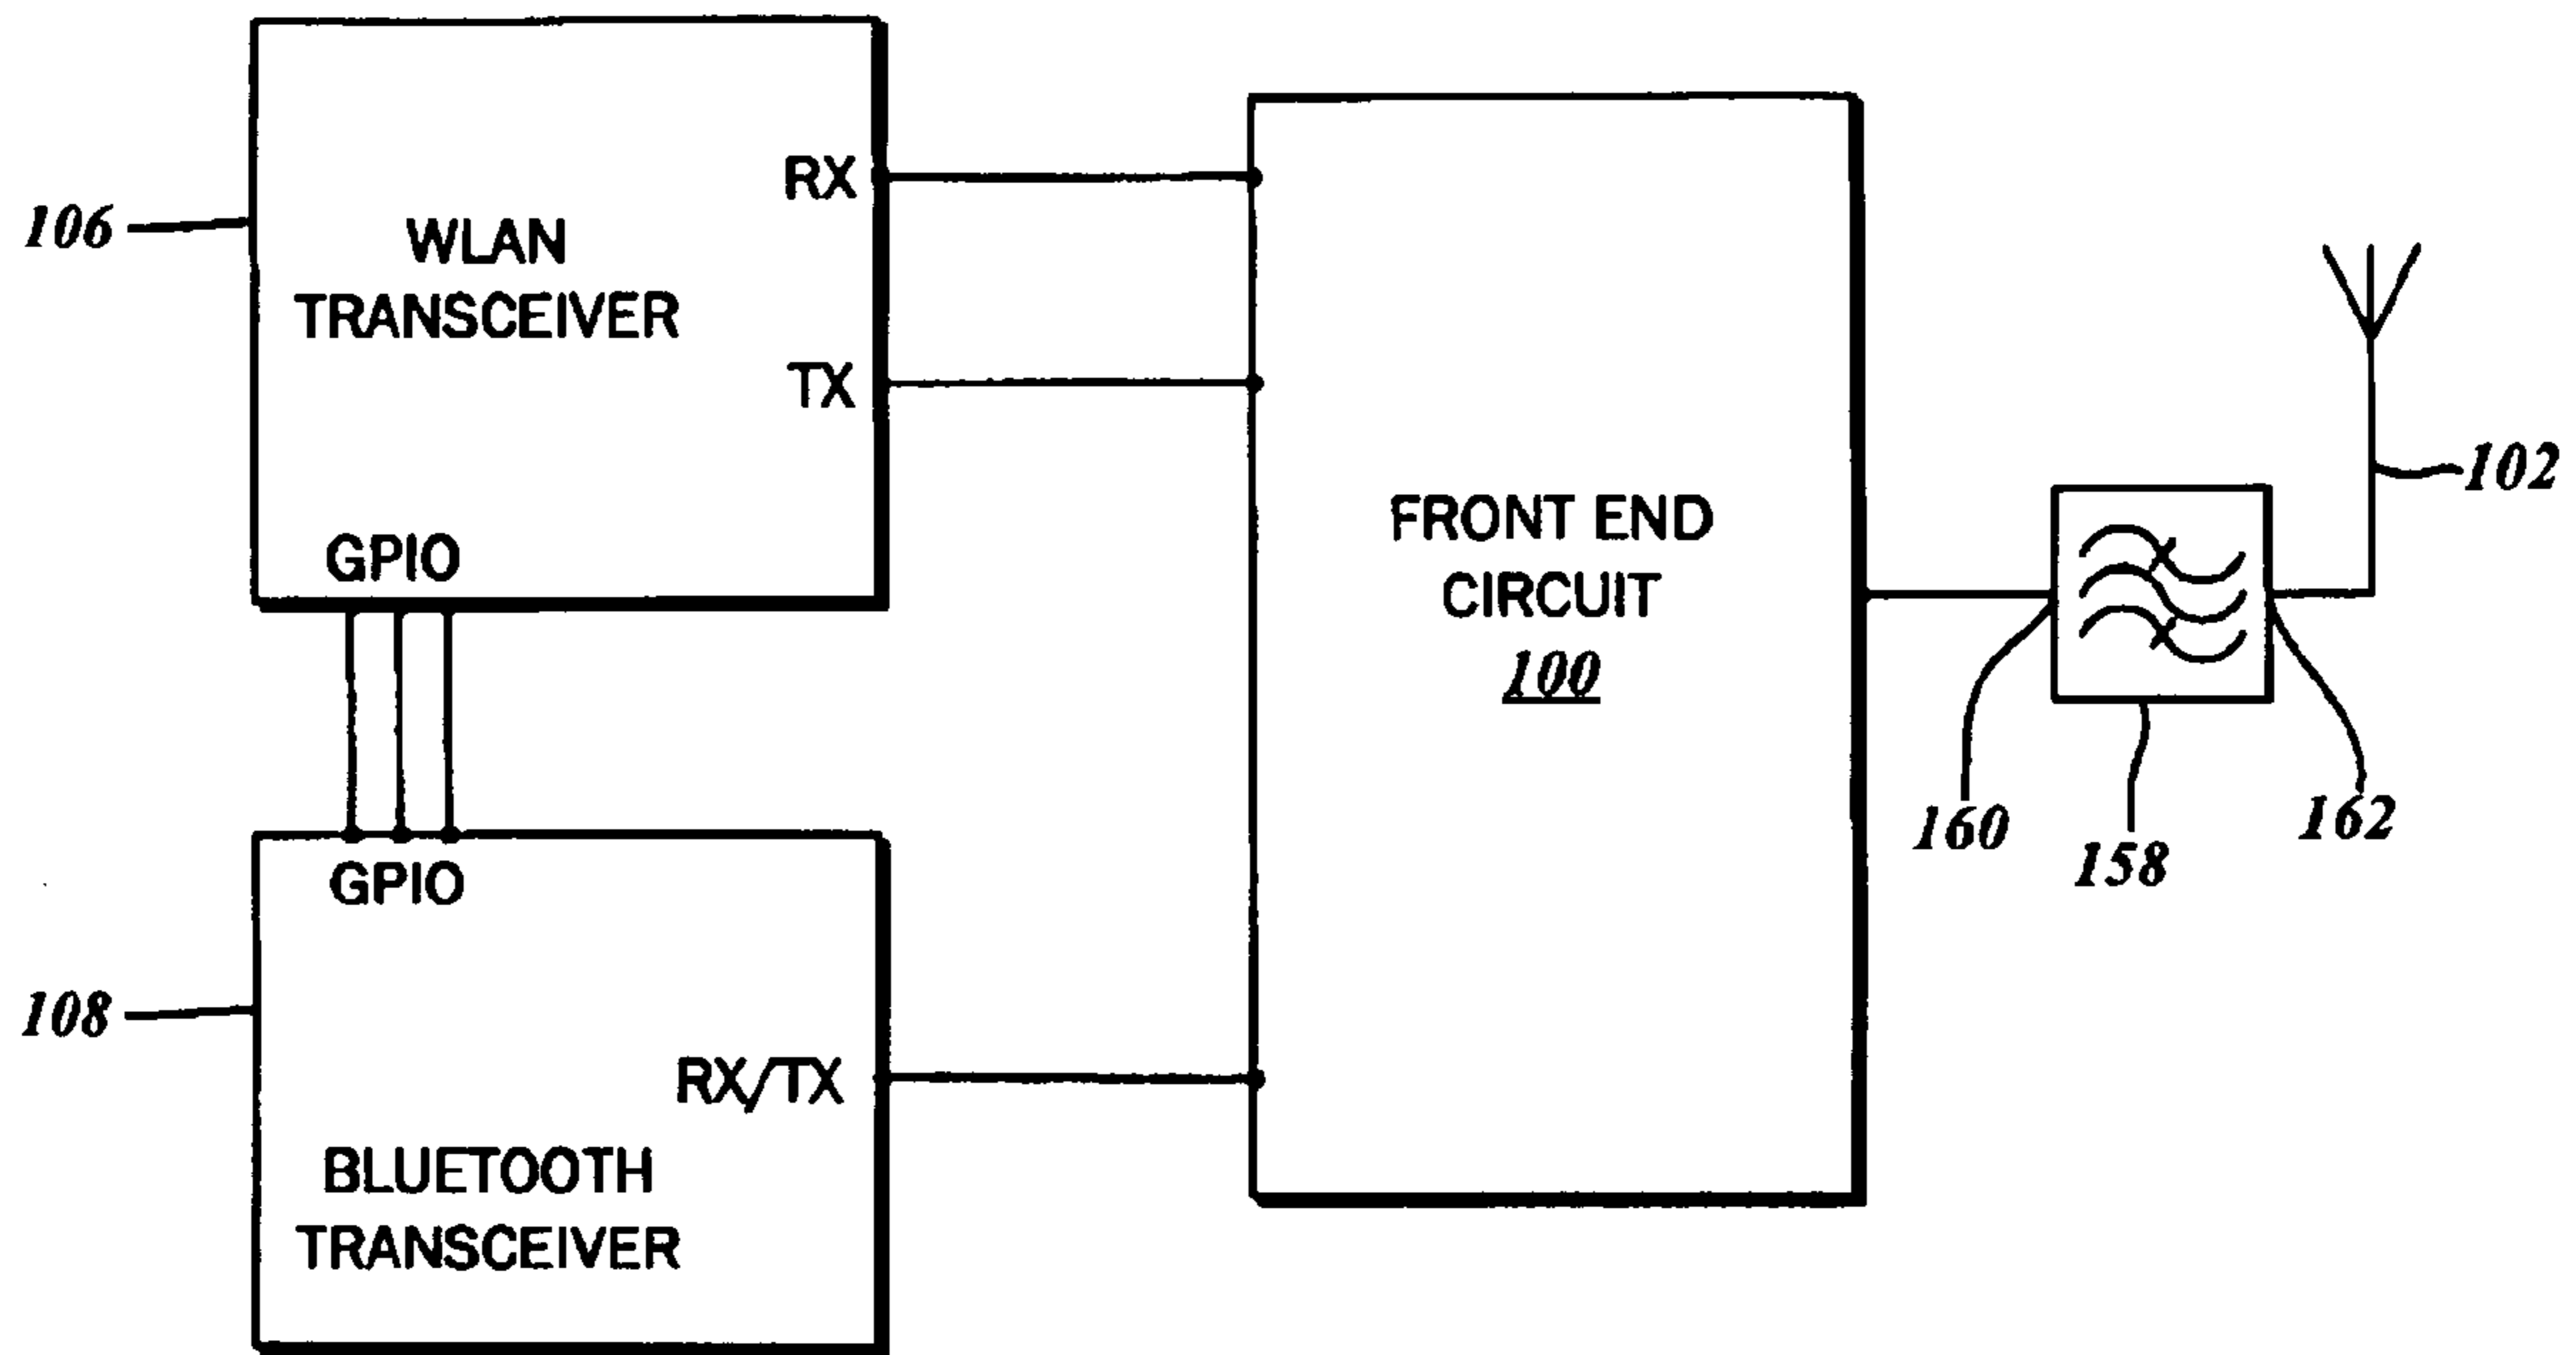 106
WLAN
TRANSCEIVER
RX
TX
GPIO
108
GPIO
RX/TX
BLUETOOTH
TRANSCEIVER
FRONT END
CIRCUIT
100
102
160
158
162